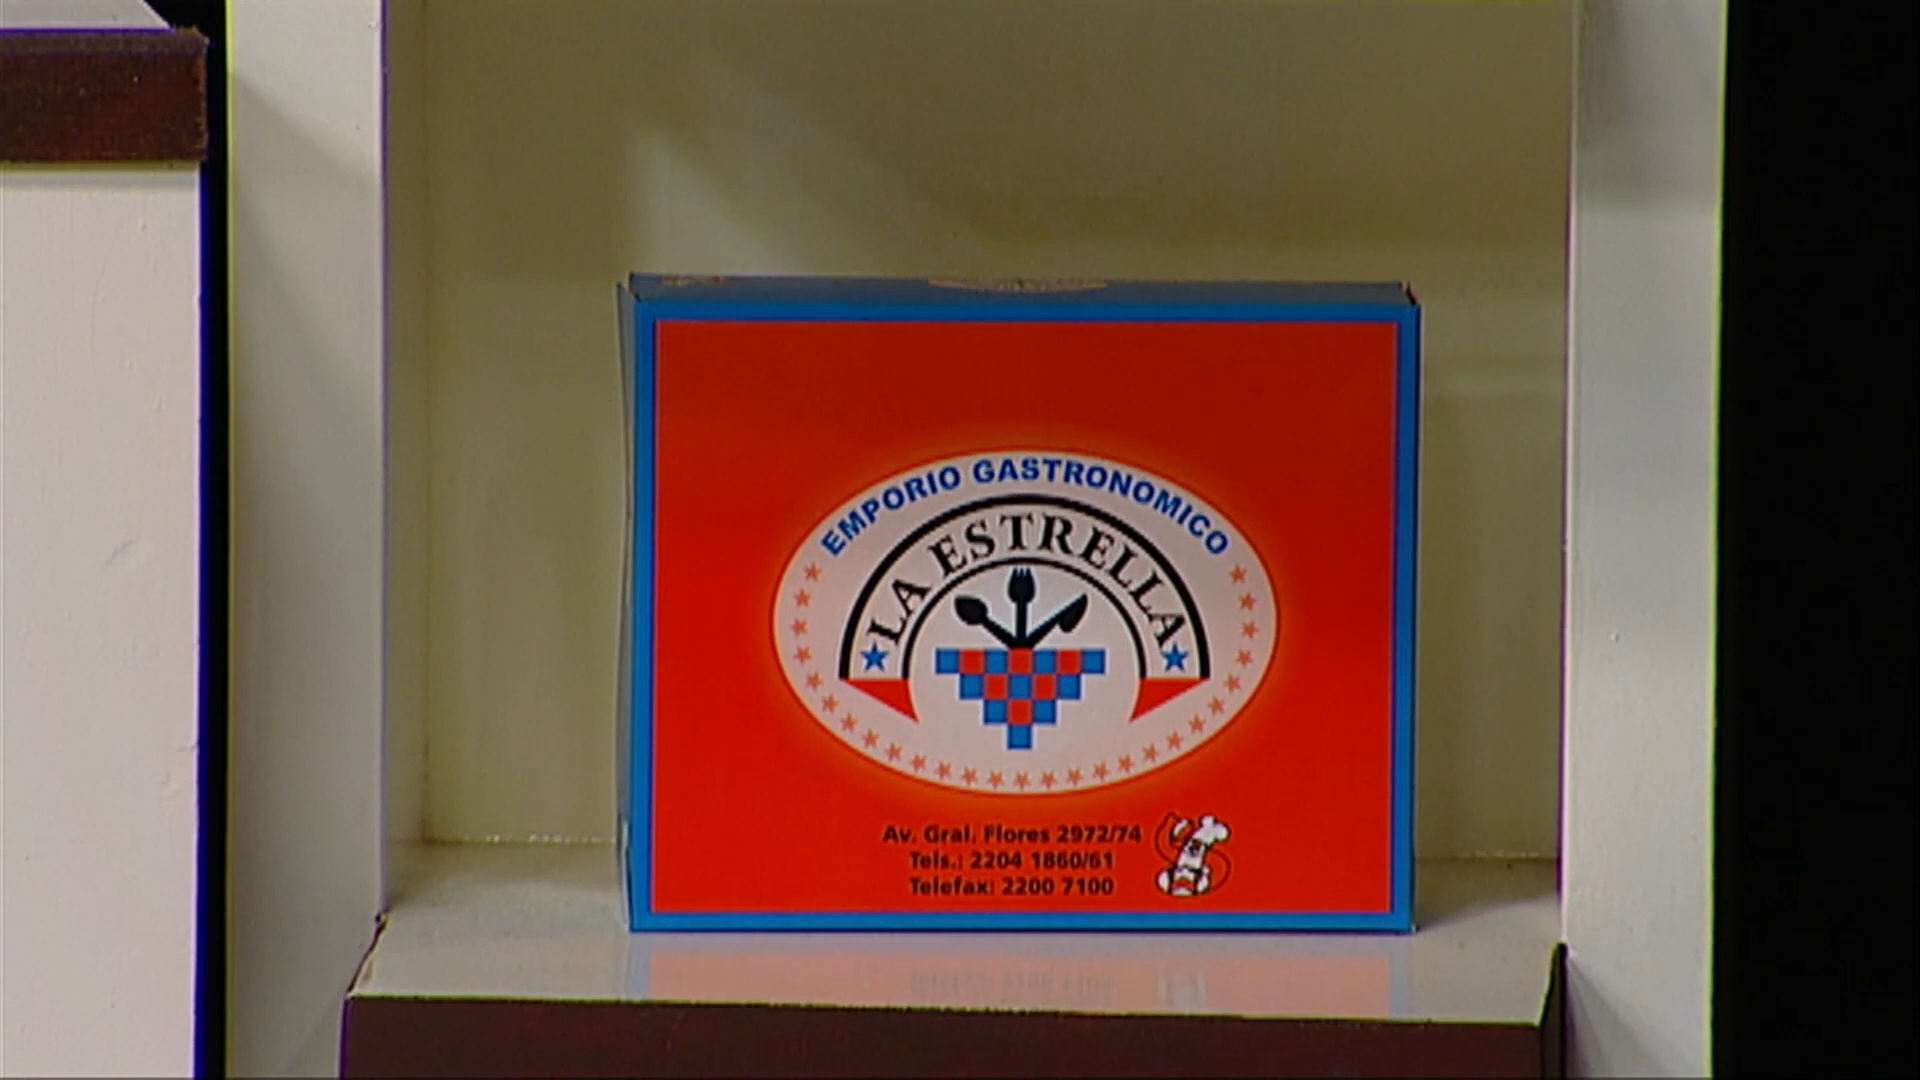 EMPORIO GASTRONOMICO
LA ESTRELLA
Av. Gral. Flores 2972/74
Tels.: 2204 1860/61
Telefax: 2200 7100